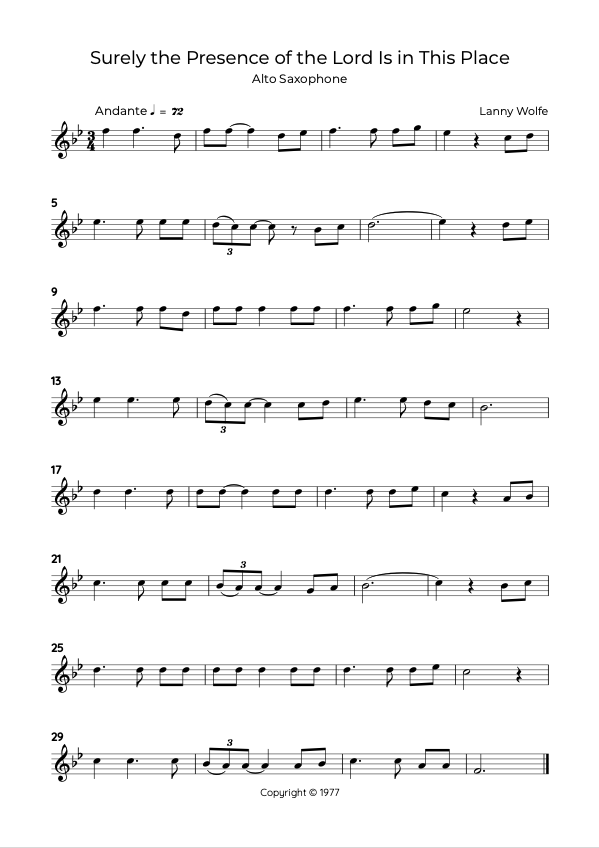 Surely the Presence of the Lord Is in This Place
Alto Saxophone
Andante ♩ = 72
Lanny Wolfe
3
4
5
3
9
13
3
17
21
3
25
29
3
Copyright © 1977